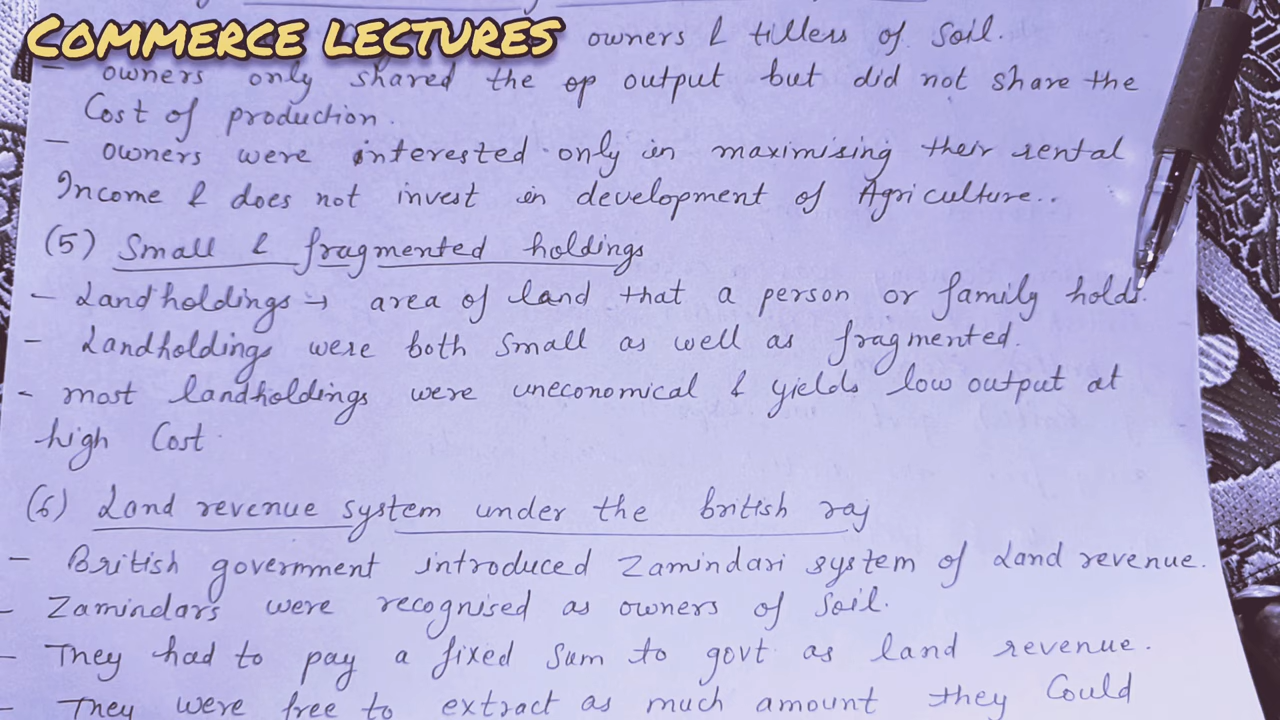 COMMERCE LECTURES owners & tillers of soil.
- owners only shared the op output but did not share the
Cost of production.
- owners were interested only in maximising their rental
Income & does not invest in development of Agriculture..
(5) Small & fragmented holdings
- Landholdings → area of land that a person or family holds.
- Landholdings were both small as well as fragmented.
- most landholdings were uneconomical & yields low output at
high Cost.
(6) Land revenue system under the british raj
- British government introduced Zamindari system of Land revenue.
- Zamindars were recognised as owners of soil.
- They had to pay a fixed sum to govt as land revenue.
- They were free to extract as much amount they Could